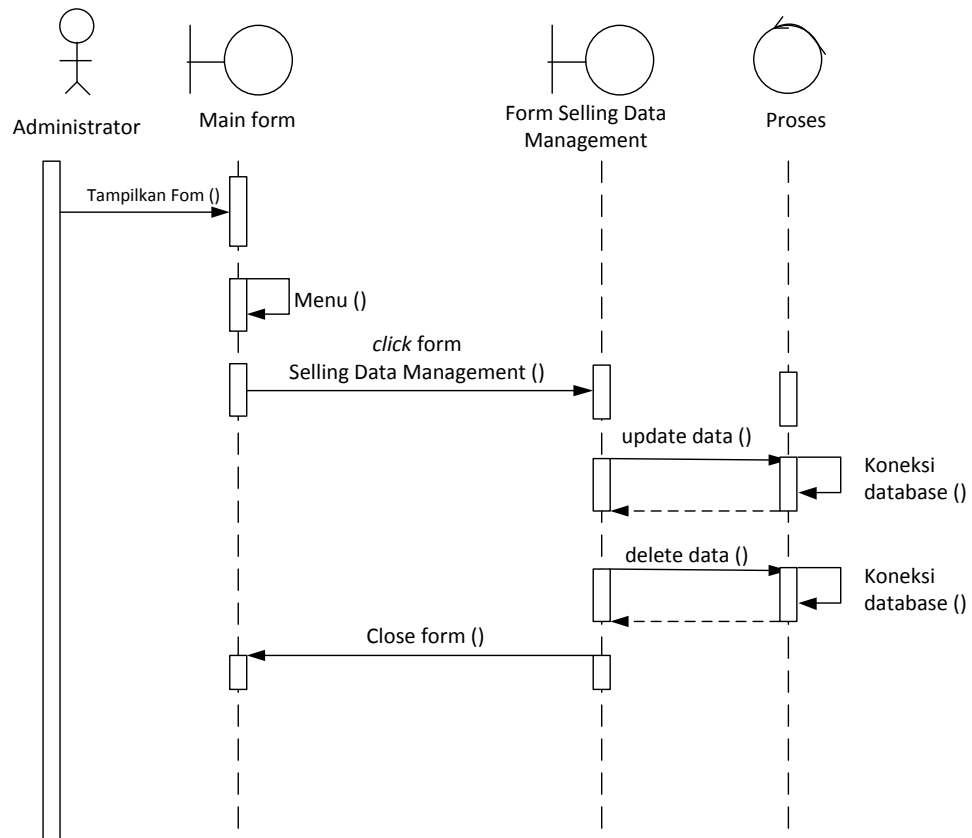 Administrator
Main form
Form Selling Data
Management
Proses
Tampilkan Fom ()
Menu ()
click form
Selling Data Management ()
update data ()
Koneksi
database ()
delete data ()
Koneksi
database ()
Close form ()